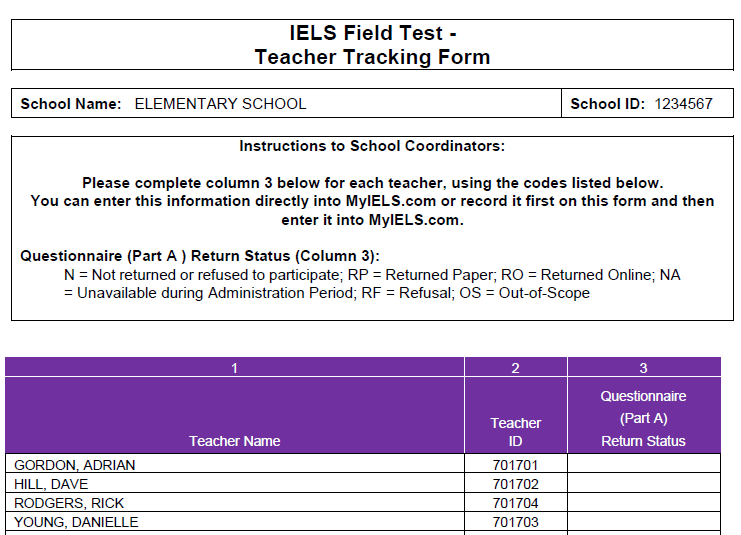 IELS Field Test -
Teacher Tracking Form
School Name: ELEMENTARY SCHOOL School ID: 1234567
Instructions to School Coordinators:
Please complete column 3 below for each teacher, using the codes listed below.
You can enter this information directly into MyIELS.com or record it first on this form and then
enter it into MyIELS.com.
Questionnaire (Part A ) Return Status (Column 3):
N = Not returned or refused to participate; RP = Returned Paper; RO = Returned Online; NA
= Unavailable during Administration Period; RF = Refusal; OS = Out-of-Scope
1 2 3
Teacher Name Teacher ID Questionnaire (Part A) Return Status
GORDON, ADRIAN 701701
HILL, DAVE 701702
RODGERS, RICK 701704
YOUNG, DANIELLE 701703